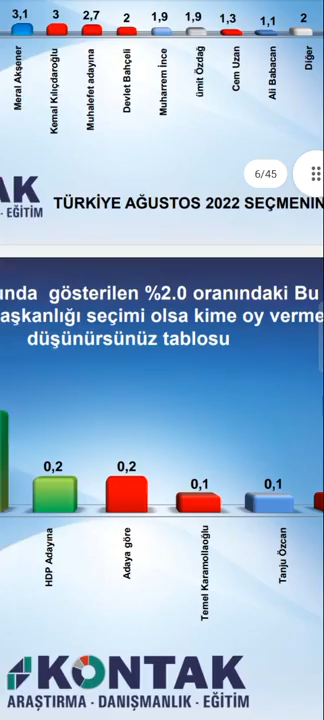 3,1
3
2,7
2
1,9
1,9
1,3
1,1
2
Meral Akşener
Kemal Kılıçdaroğlu
Muhalefet adayına
Devlet Bahçeli
Muharrem İnce
ümit Özdağ
Cem Uzan
Ali Babacan
Diğer
6/45
AK
- EĞİTİM
TÜRKİYE AĞUSTOS 2022 SEÇMENİN
unda gösterilen %2.0 oranındaki Bu
aşkanlığı seçimi olsa kime oy verme
düşünürsünüz tablosu
0,2
0,2
0,1
0,1
HDP Adayına
Adaya göre
Temel Karamollaoğlu
Tanju Özcan
KONTAK
ARAŞTIRMA - DANIŞMANLIK - EĞİTİM